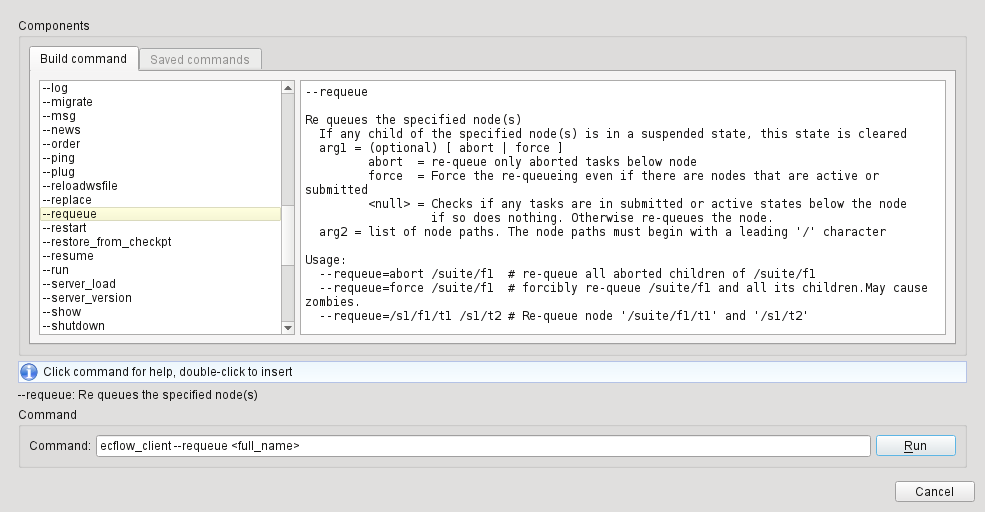 Components
Build command
Saved commands
--log
--migrate
--msg
--news
--order
--ping
--plug
--reloadwsfile
--replace
--requeue
--restart
--restore_from_checkpt
--resume
--run
--server_load
--server_version
--show
--shutdown
--requeue
Re queues the specified node(s)
If any child of the specified node(s) is in a suspended state, this state is cleared
arg1 = (optional) [ abort | force ]
abort  = re-queue only aborted tasks below node
force  = Force the re-queueing even if there are nodes that are active or
submitted
<null> = Checks if any tasks are in submitted or active states below the node
if so does nothing. Otherwise re-queues the node.
arg2 = list of node paths. The node paths must begin with a leading '/' character
Usage:
--requeue=abort /suite/f1  # re-queue all aborted children of /suite/f1
--requeue=force /suite/f1  # forcibly re-queue /suite/f1 and all its children.May cause
zombies.
--requeue=/s1/f1/t1 /s1/t2 # Re-queue node '/suite/f1/t1' and '/s1/t2'
Click command for help, double-click to insert
--requeue: Re queues the specified node(s)
Command
Command: ecflow_client --requeue <full_name> Run
Cancel